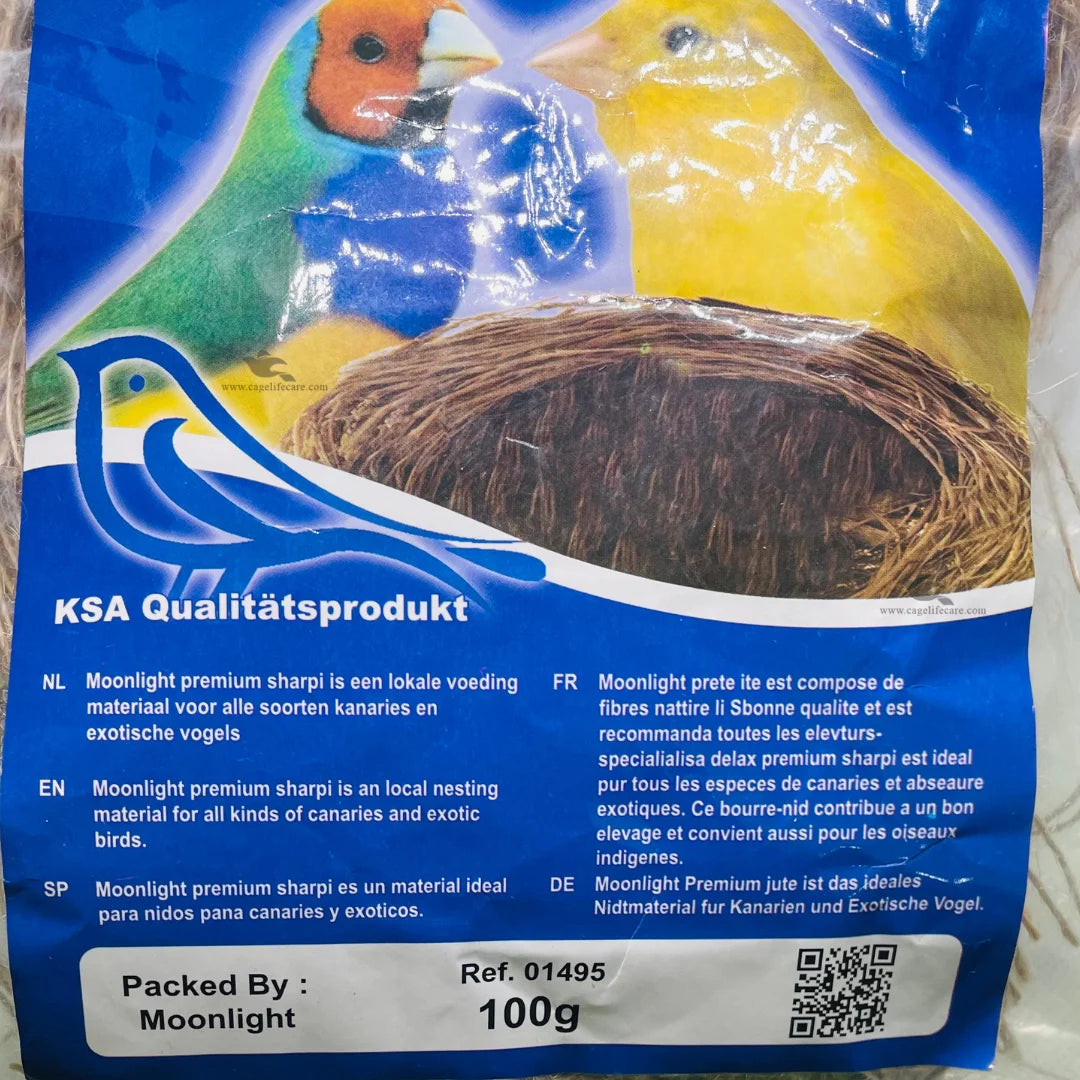 www.cagelifecare.com
www.cagelifecare.com
KSA Qualitätsprodukt
NL Moonlight premium sharpi is een lokale voeding
materiaal voor alle soorten kanaries en
exotische vogels
EN Moonlight premium sharpi is an local nesting
material for all kinds of canaries and exotic
birds.
SP Moonlight premium sharpi es un material ideal
para nidos pana canaries y exoticos.
FR Moonlight prete ite est compose de
fibres nattire li Sbonne qualite et est
recommanda toutes les elevturs-
specialialisa delax premium sharpi est ideal
pur tous les especes de canaries et abseaure
exotiques. Ce bourre-nid contribue a un bon
elevage et convient aussi pour les oiseaux
indigenes.
DE Moonlight Premium jute ist das ideales
Nidtmaterial fur Kanarien und Exotische Vogel.
Packed By :
Moonlight
Ref. 01495
100g